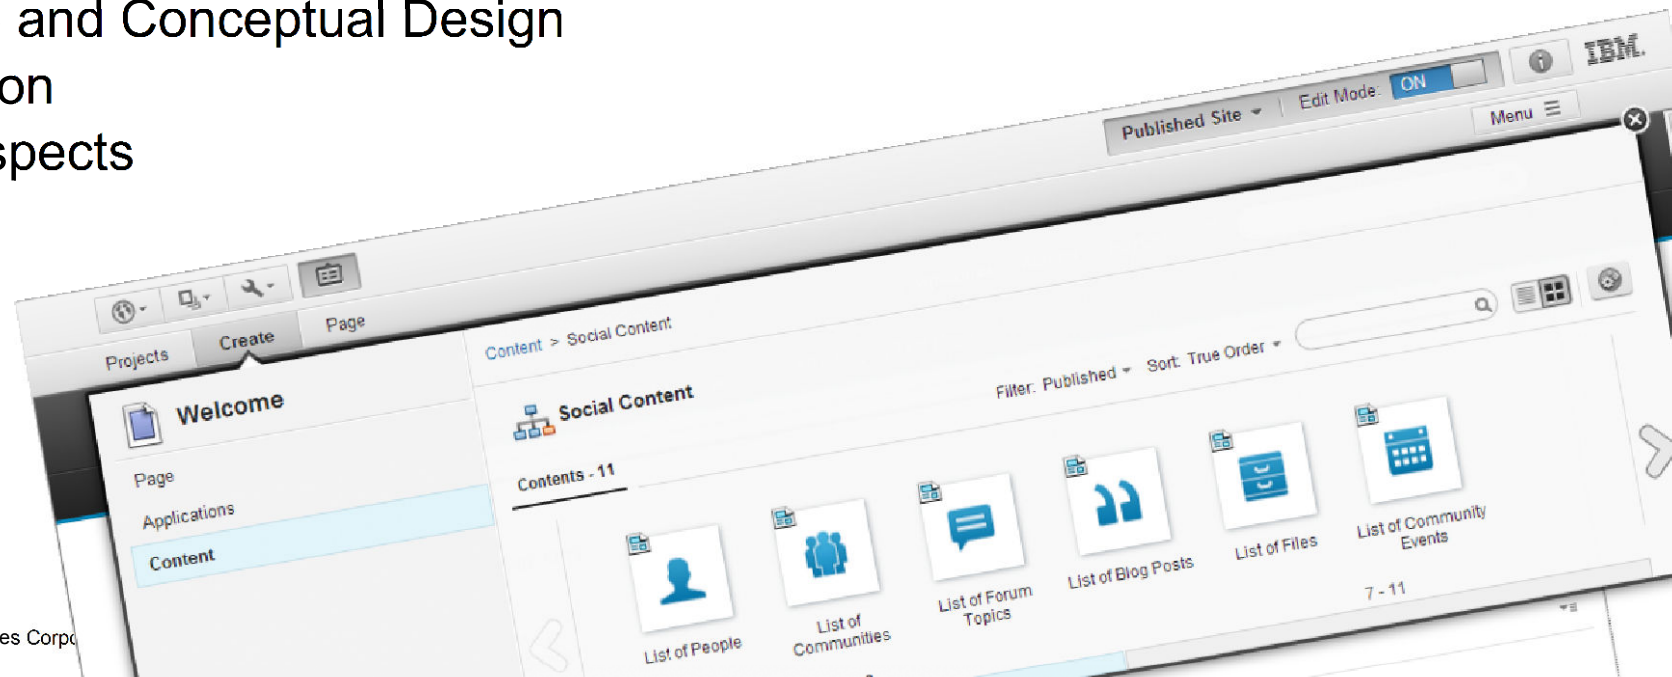 and Conceptual Design
on
spects
IBM.
Published Site
Edit Mode: ON
Menu
Projects
Create
Page
Content > Social Content
Welcome
Social Content
Filter: Published
Sort: True Order
Page
Applications
Content
Contents - 11
List of People
List of
Communities
List of Forum
Topics
List of Blog Posts
List of Files
List of Community
Events
7 - 11
es Corpo